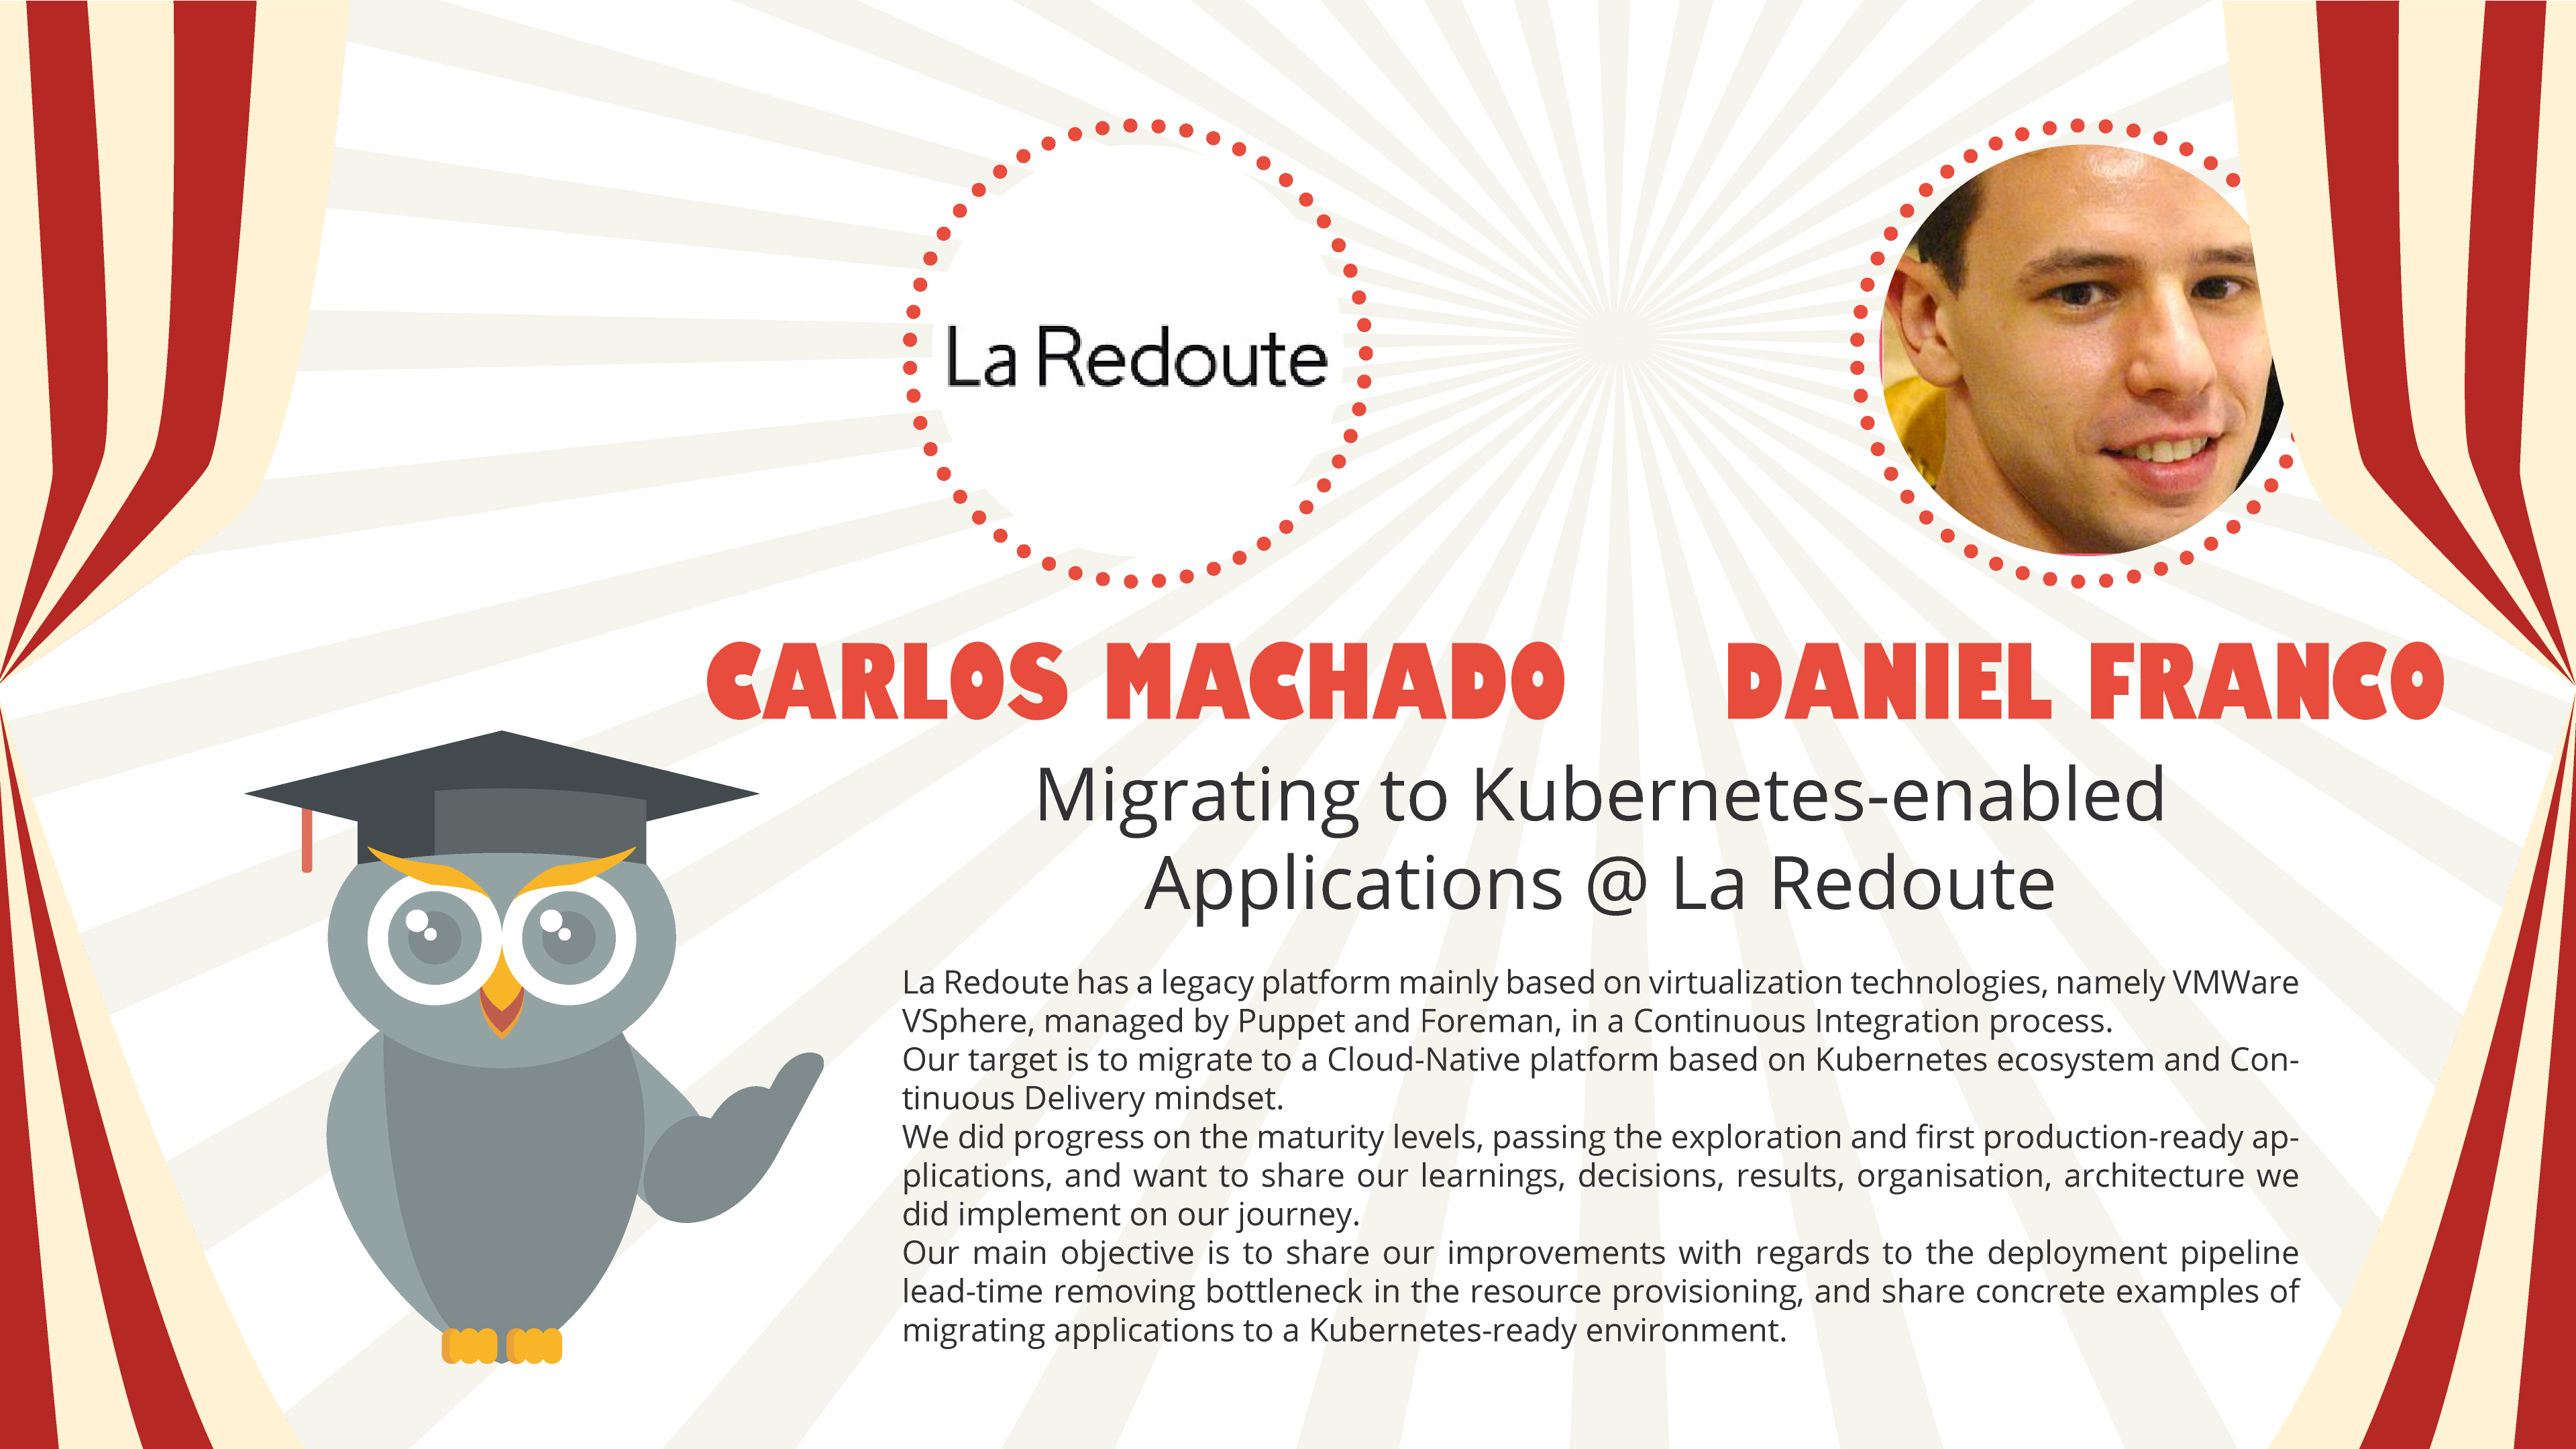 La Redoute
CARLOS MACHADO
DANIEL FRANCO
Migrating to Kubernetes-enabled
Applications @ La Redoute
La Redoute has a legacy platform mainly based on virtualization technologies, namely VMWare
VSphere, managed by Puppet and Foreman, in a Continuous Integration process.
Our target is to migrate to a Cloud-Native platform based on Kubernetes ecosystem and Con-
tinuous Delivery mindset.
We did progress on the maturity levels, passing the exploration and first production-ready ap-
plications, and want to share our learnings, decisions, results, organisation, architecture we
did implement on our journey.
Our main objective is to share our improvements with regards to the deployment pipeline
lead-time removing bottleneck in the resource provisioning, and share concrete examples of
migrating applications to a Kubernetes-ready environment.